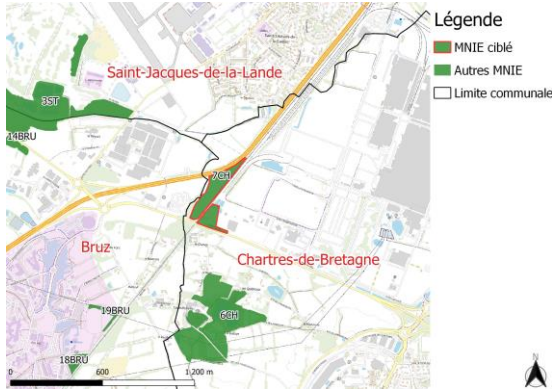 Légende
MNIE ciblé
Autres MNIE
Limite communale
Saint-Jacques-de-la-Lande
3ST
14BRU
7CH
Bruz
Chartres-de-Bretagne
19BRU
6CH
18BRU
0 600 1 200 m
N